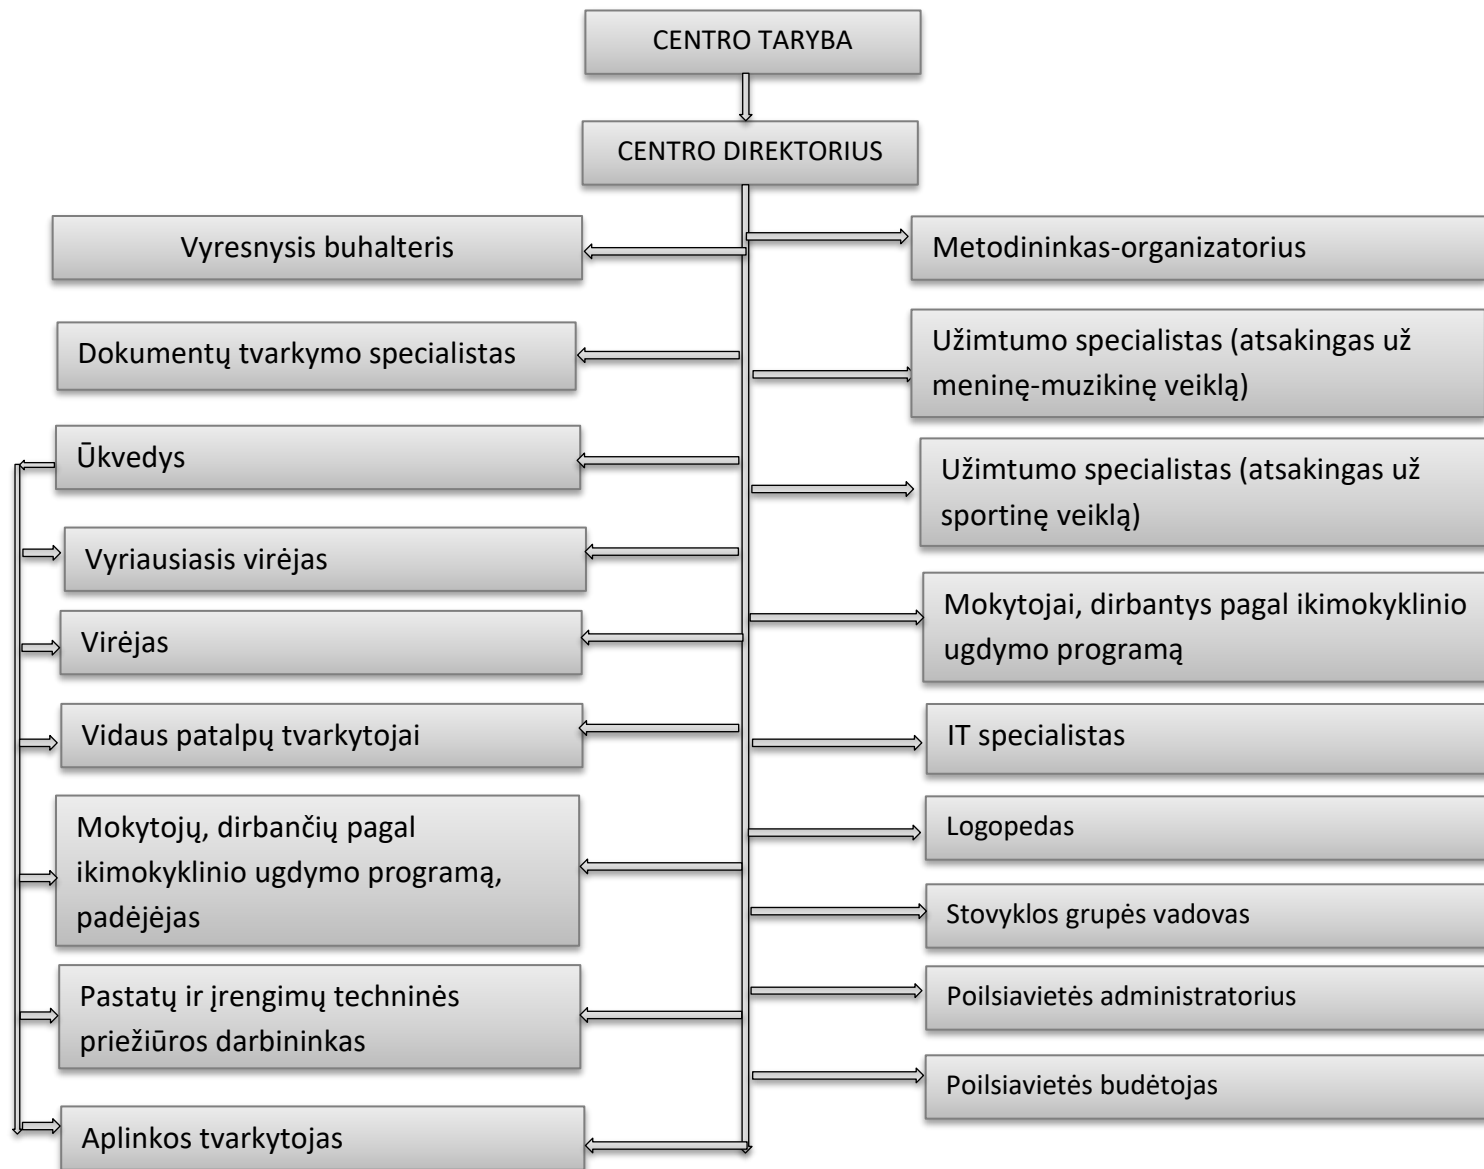 CENTRO TARYBA
CENTRO DIREKTORIUS
Vyresnysis buhalteris
Metodininkas-organizatorius
Dokumentų tvarkymo specialistas
Užimtumo specialistas (atsakingas už
meninę-muzikinę veiklą)
Ūkvedys
Užimtumo specialistas (atsakingas už
sportinę veiklą)
Vyriausiasis virėjas
Mokytojai, dirbantys pagal ikimokyklinio
ugdymo programą
Virėjas
Vidaus patalpų tvarkytojai
IT specialistas
Mokytojų, dirbančių pagal
ikimokyklinio ugdymo programą,
padėjėjas
Logopedas
Stovyklos grupės vadovas
Pastatų ir įrengimų techninės
priežiūros darbininkas
Poilsiavietės administratorius
Poilsiavietės budėtojas
Aplinkos tvarkytojas